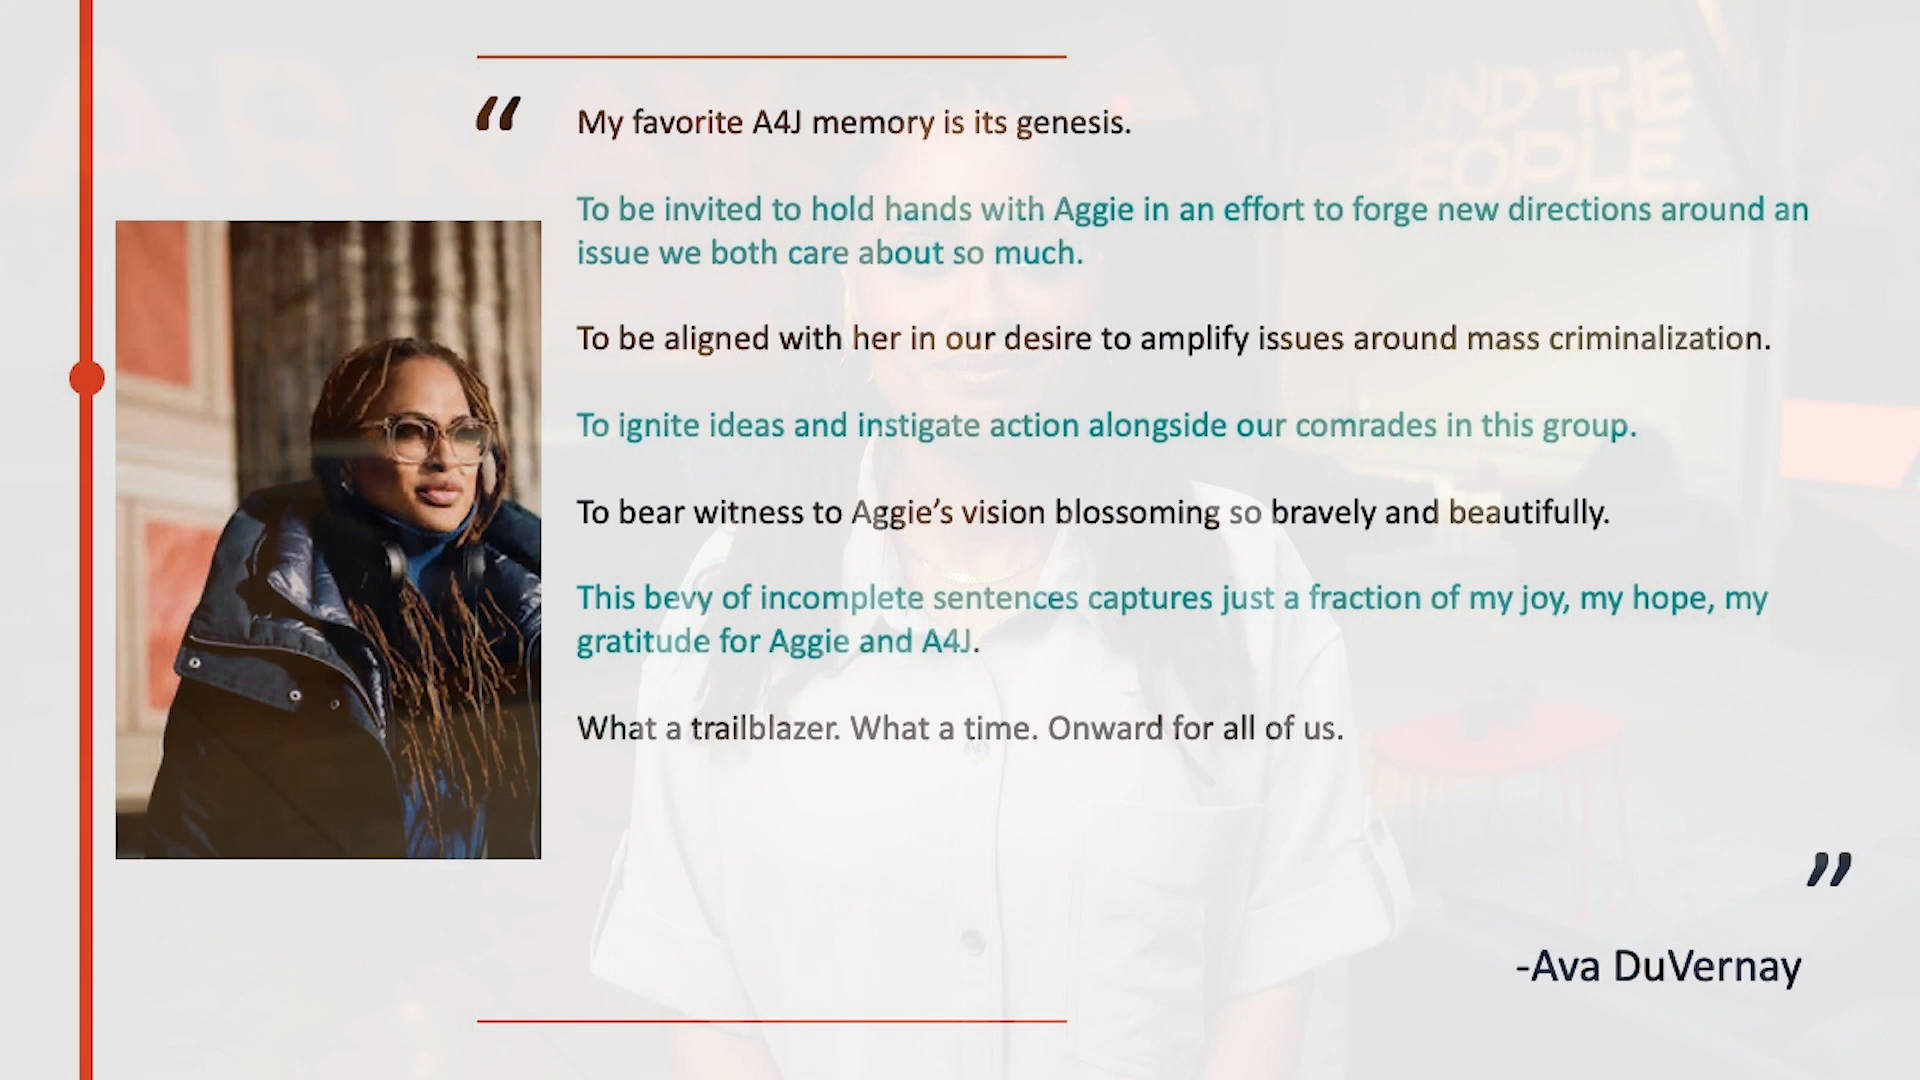 ARRAY
“
My favorite A4J memory is its genesis.
To be invited to hold hands with Aggie in an effort to forge new directions around an
issue we both care about so much.
To be aligned with her in our desire to amplify issues around mass criminalization.
To ignite ideas and instigate action alongside our comrades in this group.
To bear witness to Aggie’s vision blossoming so bravely and beautifully.
This bevy of incomplete sentences captures just a fraction of my joy, my hope, my
gratitude for Aggie and A4J.
What a trailblazer. What a time. Onward for all of us.
”
-Ava DuVernay
THE
PEOPLE.